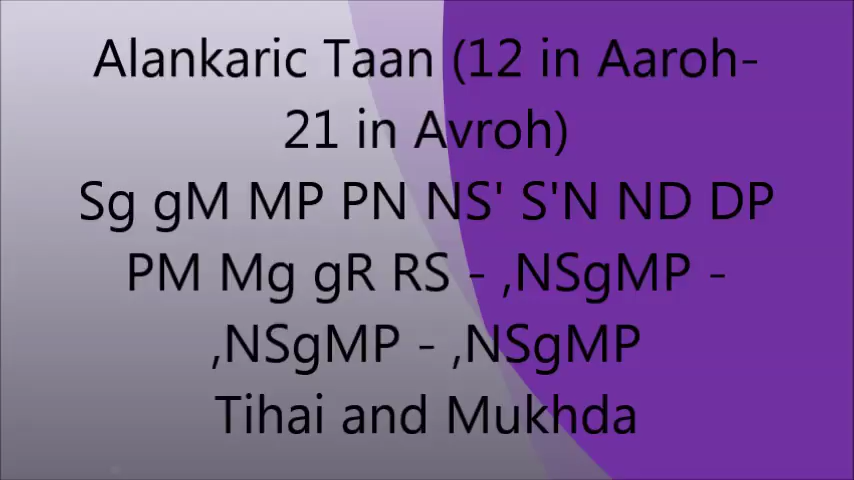 Alankaric Taan (12 in Aaroh-
21 in Avroh)
Sg gM MP PN NS' S'N ND DP
PM Mg gR RS - ,NSgMP -
,NSgMP - ,NSgMP
Tihai and Mukhda